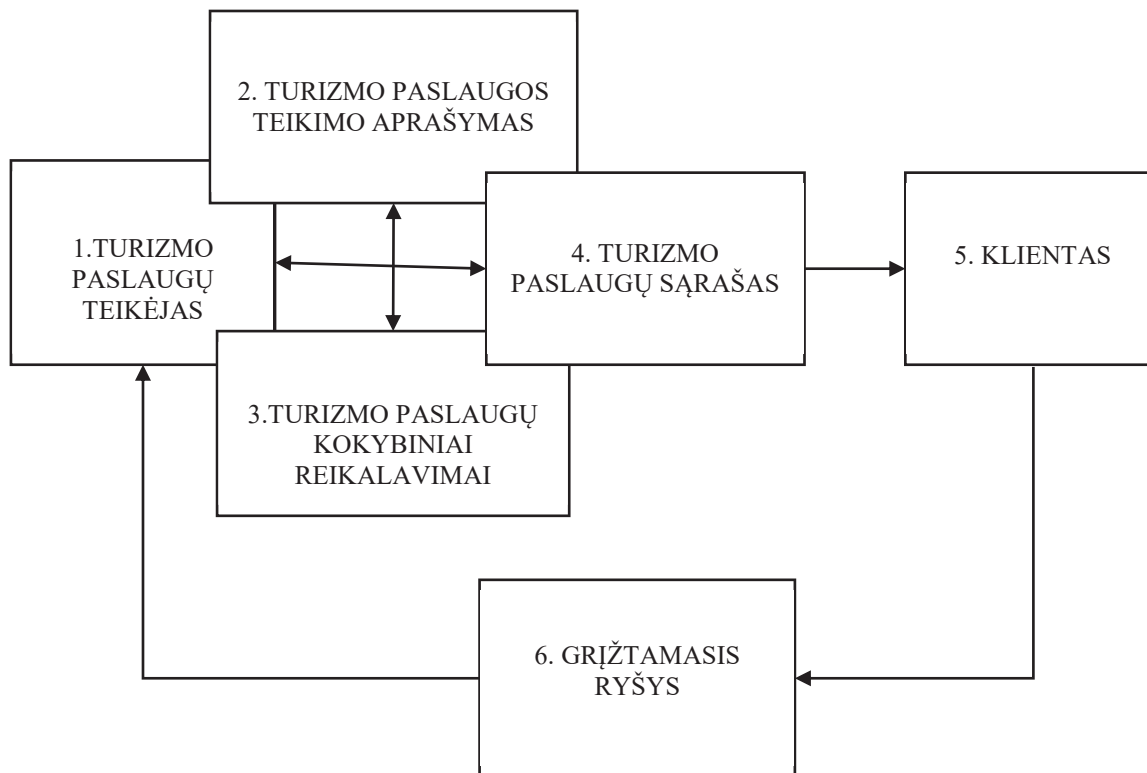 2. TURIZMO PASLAUGOS
TEIKIMO APRAŠYMAS
1.TURIZMO
PASLAUGŲ
TEIKĖJAS
4. TURIZMO
PASLAUGŲ SĄRAŠAS
5. KLIENTAS
3.TURIZMO PASLAUGŲ
KOKYBINIAI
REIKALAVIMAI
6. GRĮŽTAMASIS
RYŠYS